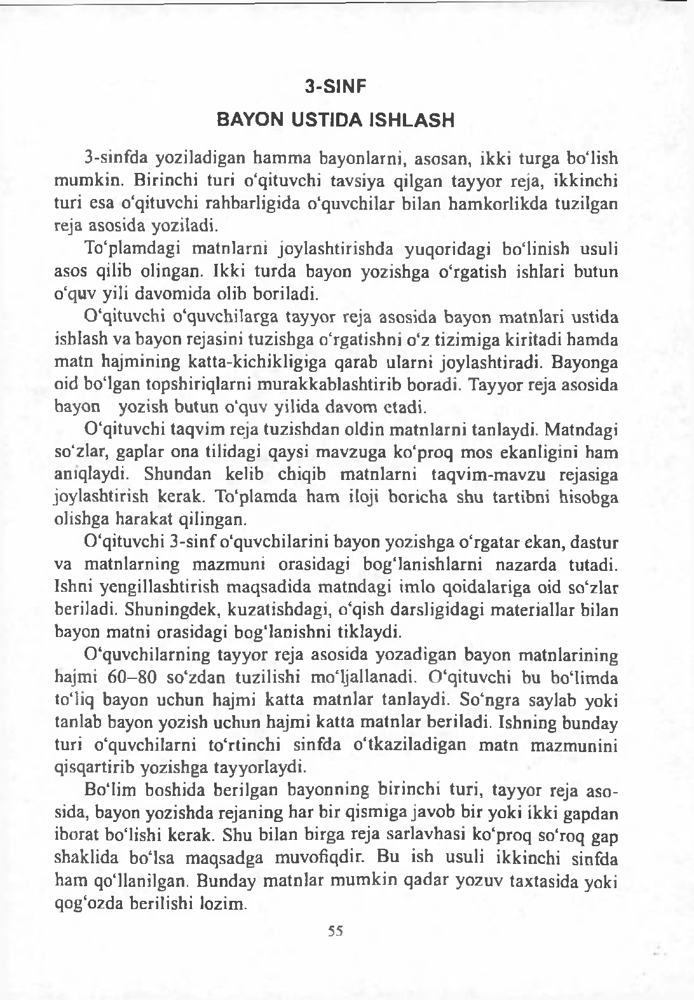 3-SINF
BAYON USTIDA ISHLASH
3-sinfda yoziladigan hamma bayonlarni, asosan, ikki turga bo‘lish
mumkin. Birinchi turi o‘qituvchi tavsiya qilgan tayyor reja, ikkinchi
turi esa o‘qituvchi rahbarligida o‘quvchilar bilan hamkorlikda tuzilgan
reja asosida yoziladi.
To‘plamdagi matnlarni joylashtirishda yuqoridagi bo‘linish usuli
asos qilib olingan. Ikki turda bayon yozishga o‘rgatish ishlari butun
o‘quv yili davomida olib boriladi.
O‘qituvchi o‘quvchilarga tayyor reja asosida bayon matnlari ustida
ishlash va bayon rejasini tuzishga o‘rgatishni o‘z tizimiga kiritadi hamda
matn hajmining katta-kichikligiga qarab ularni joylashtiradi. Bayonga
oid bo‘lgan topshiriqlarni murakkablashtirib boradi. Tayyor reja asosida
bayon yozish butun o‘quv yilida davom etadi.
O‘qituvchi taqvim reja tuzishdan oldin matnlarni tanlaydi. Matndagi
so‘zlar, gaplar ona tilidagi qaysi mavzuga ko‘proq mos ekanligini ham
aniqlaydi. Shundan kelib chiqib matnlarni taqvim-mavzu rejasiga
joylashtirish kerak. To‘plamda ham iloji boricha shu tartibni hisobga
olishga harakat qilingan.
O‘qituvchi 3-sinf o‘quvchilarini bayon yozishga o‘rgatar ekan, dastur
va matnlarning mazmuni orasidagi bog‘lanishlarni nazarda tutadi.
Ishni yengillashtirish maqsadida matndagi imlo qoidalariga oid so‘zlar
beriladi. Shuningdek, kuzatishdagi, o‘qish darsligidagi materiallar bilan
bayon matni orasidagi bog‘lanishni tiklaydi.
O‘quvchilarning tayyor reja asosida yozadigan bayon matnlarining
hajmi 60–80 so‘zdan tuzilishi mo‘ljallanadi. O‘qituvchi bu bo‘limda
to‘liq bayon uchun hajmi katta matnlar tanlaydi. So‘ngra saylab yoki
tanlab bayon yozish uchun hajmi katta matnlar beriladi. Ishning bunday
turi o‘quvchilarni to‘rtinchi sinfda o‘tkaziladigan matn mazmunini
qisqartirib yozishga tayyorlaydi.
Bo‘lim boshida berilgan bayonning birinchi turi, tayyor reja aso-
sida, bayon yozishda rejaning har bir qismiga javob bir yoki ikki gapdan
iborat bo‘lishi kerak. Shu bilan birga reja sarlavhasi ko‘proq so‘roq gap
shaklida bo‘lsa maqsadga muvofiqdir. Bu ish usuli ikkinchi sinfda
ham qo‘llanilgan. Bunday matnlar mumkin qadar yozuv taxtasida yoki
qog‘ozda berilishi lozim.
55